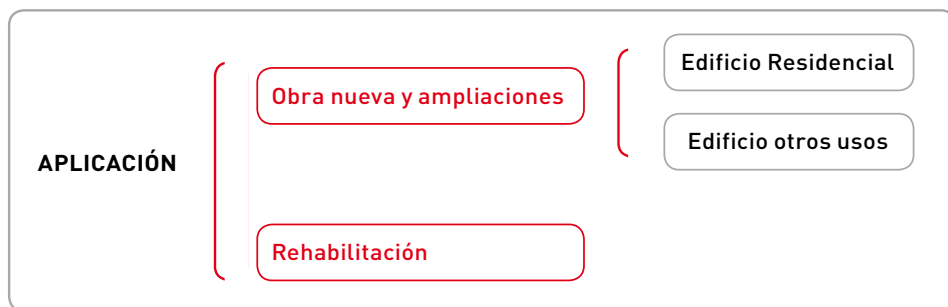 APLICACIÓN
Obra nueva y ampliaciones
Edificio Residencial
Edificio otros usos
Rehabilitación